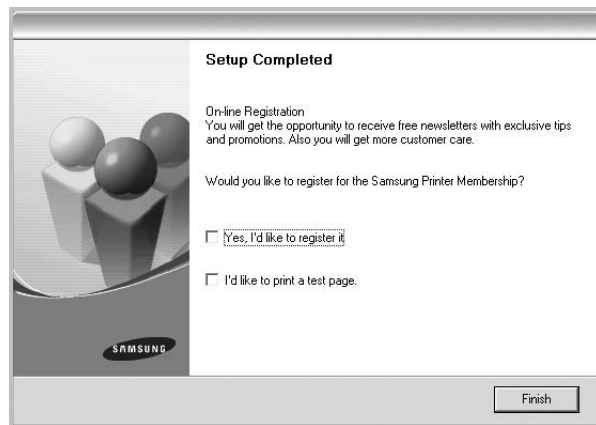 Setup Completed
On-line Registration
You will get the opportunity to receive free newsletters with exclusive tips
and promotions. Also you will get more customer care.
Would you like to register for the Samsung Printer Membership?
Yes, I'd like to register it
I'd like to print a test page.
SAMSUNG
Finish